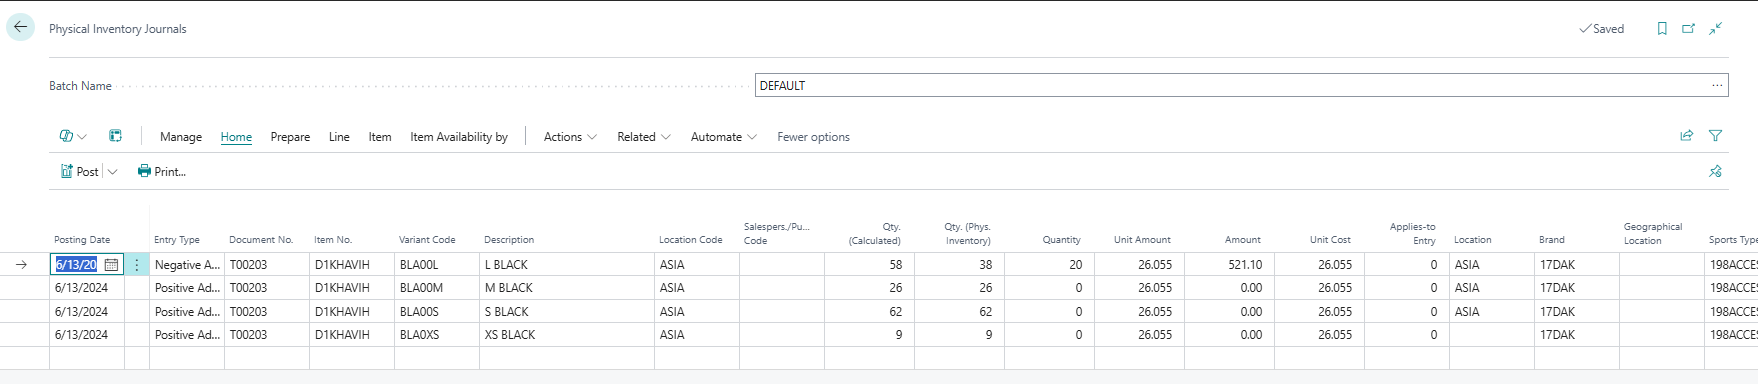 Physical Inventory Journals
Saved
Batch Name
DEFAULT
Manage Home Prepare Line Item Item Availability by Actions Related Automate Fewer options
Post Print...
Posting Date Entry Type Document No. Item No. Variant Code Description Location Code Salespers./Pu... Code Qty. (Calculated) Qty. (Phys. Inventory) Quantity Unit Amount Amount Unit Cost Applies-to Entry Location Brand Geographical Location Sports Type
6/13/20 Negative A... T00203 D1KHAVIH BLA00L L BLACK ASIA 58 38 20 26.055 521.10 26.055 0 ASIA 17DAK 198ACCES
6/13/2024 Positive Ad... T00203 D1KHAVIH BLA00M M BLACK ASIA 26 26 0 26.055 0.00 26.055 0 ASIA 17DAK 198ACCES
6/13/2024 Positive Ad... T00203 D1KHAVIH BLA00S S BLACK ASIA 62 62 0 26.055 0.00 26.055 0 ASIA 17DAK 198ACCES
6/13/2024 Positive Ad... T00203 D1KHAVIH BLA0XS XS BLACK ASIA 9 9 0 26.055 0.00 26.055 0 17DAK 198ACCES